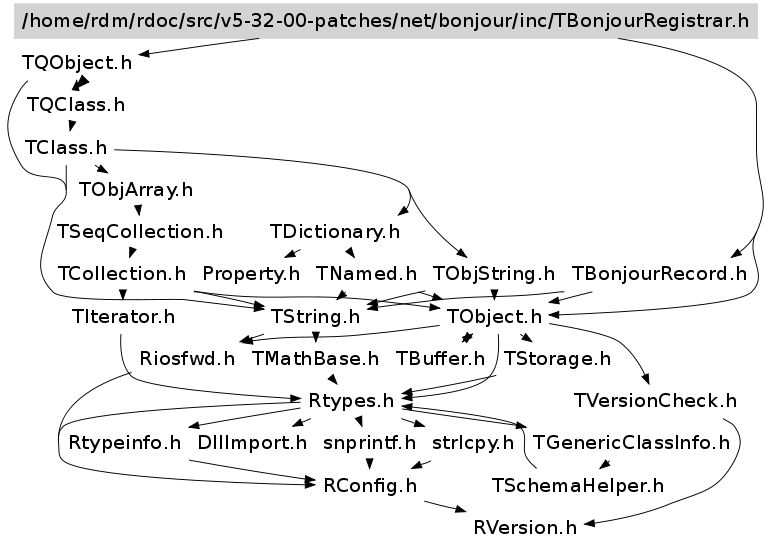 /home/rdm/rdoc/src/v5-32-00-patches/net/bonjour/inc/TBonjourRegistrar.h
TQObject.h
TQClass.h
TClass.h
TObjArray.h
TSeqCollection.h TDictionary.h
TCollection.h Property.h TNamed.h TObjString.h TBonjourRecord.h
TIterator.h TString.h TObject.h
Riosfwd.h TMathBase.h TBuffer.h TStorage.h
Rtypes.h TVersionCheck.h
Rtypeinfo.h DllImport.h snprintf.h strlcpy.h TGenericClassInfo.h
RConfig.h TSchemaHelper.h
RVersion.h